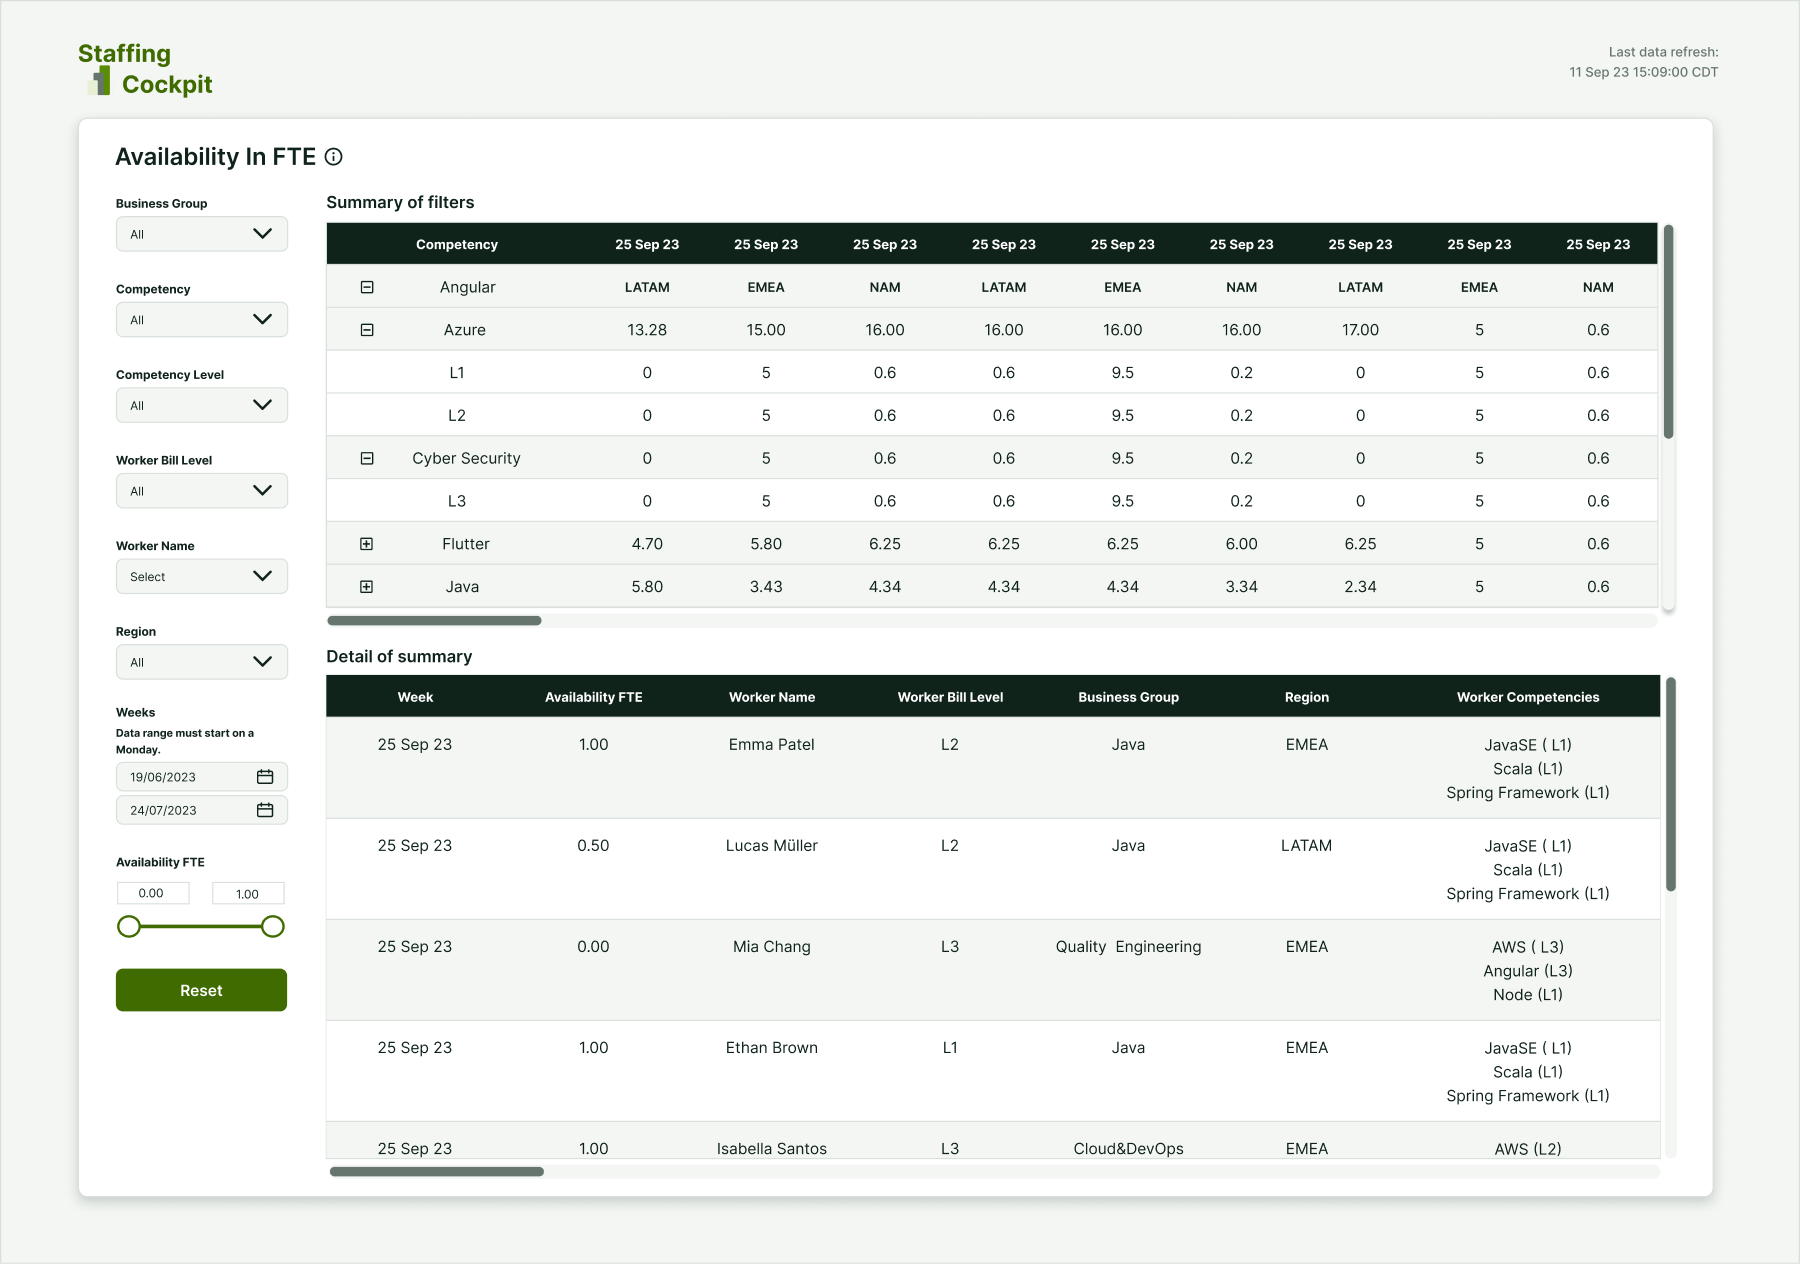 Staffing
Cockpit
Last data refresh:
11 Sep 23 15:09:00 CDT
Availability In FTE
Business Group
All
Competency
All
Competency Level
All
Worker Bill Level
All
Worker Name
Select
Region
All
Weeks
Data range must start on a
Monday.
19/06/2023
24/07/2023
Availability FTE
0.00 1.00
Reset
Summary of filters
Competency 25 Sep 23 25 Sep 23 25 Sep 23 25 Sep 23 25 Sep 23 25 Sep 23 25 Sep 23 25 Sep 23 25 Sep 23
Angular LATAM EMEA NAM LATAM EMEA NAM LATAM EMEA NAM
Azure 13.28 15.00 16.00 16.00 16.00 16.00 17.00 5 0.6
L1 0 5 0.6 0.6 9.5 0.2 0 5 0.6
L2 0 5 0.6 0.6 9.5 0.2 0 5 0.6
Cyber Security 0 5 0.6 0.6 9.5 0.2 0 5 0.6
L3 0 5 0.6 0.6 9.5 0.2 0 5 0.6
Flutter 4.70 5.80 6.25 6.25 6.25 6.00 6.25 5 0.6
Java 5.80 3.43 4.34 4.34 4.34 3.34 2.34 5 0.6
Detail of summary
Week Availability FTE Worker Name Worker Bill Level Business Group Region Worker Competencies
25 Sep 23 1.00 Emma Patel L2 Java EMEA JavaSE ( L1)
Scala (L1)
Spring Framework (L1)
25 Sep 23 0.50 Lucas Müller L2 Java LATAM JavaSE ( L1)
Scala (L1)
Spring Framework (L1)
25 Sep 23 0.00 Mia Chang L3 Quality  Engineering EMEA AWS ( L3)
Angular (L3)
Node (L1)
25 Sep 23 1.00 Ethan Brown L1 Java EMEA JavaSE ( L1)
Scala (L1)
Spring Framework (L1)
25 Sep 23 1.00 Isabella Santos L3 Cloud&DevOps EMEA AWS (L2)